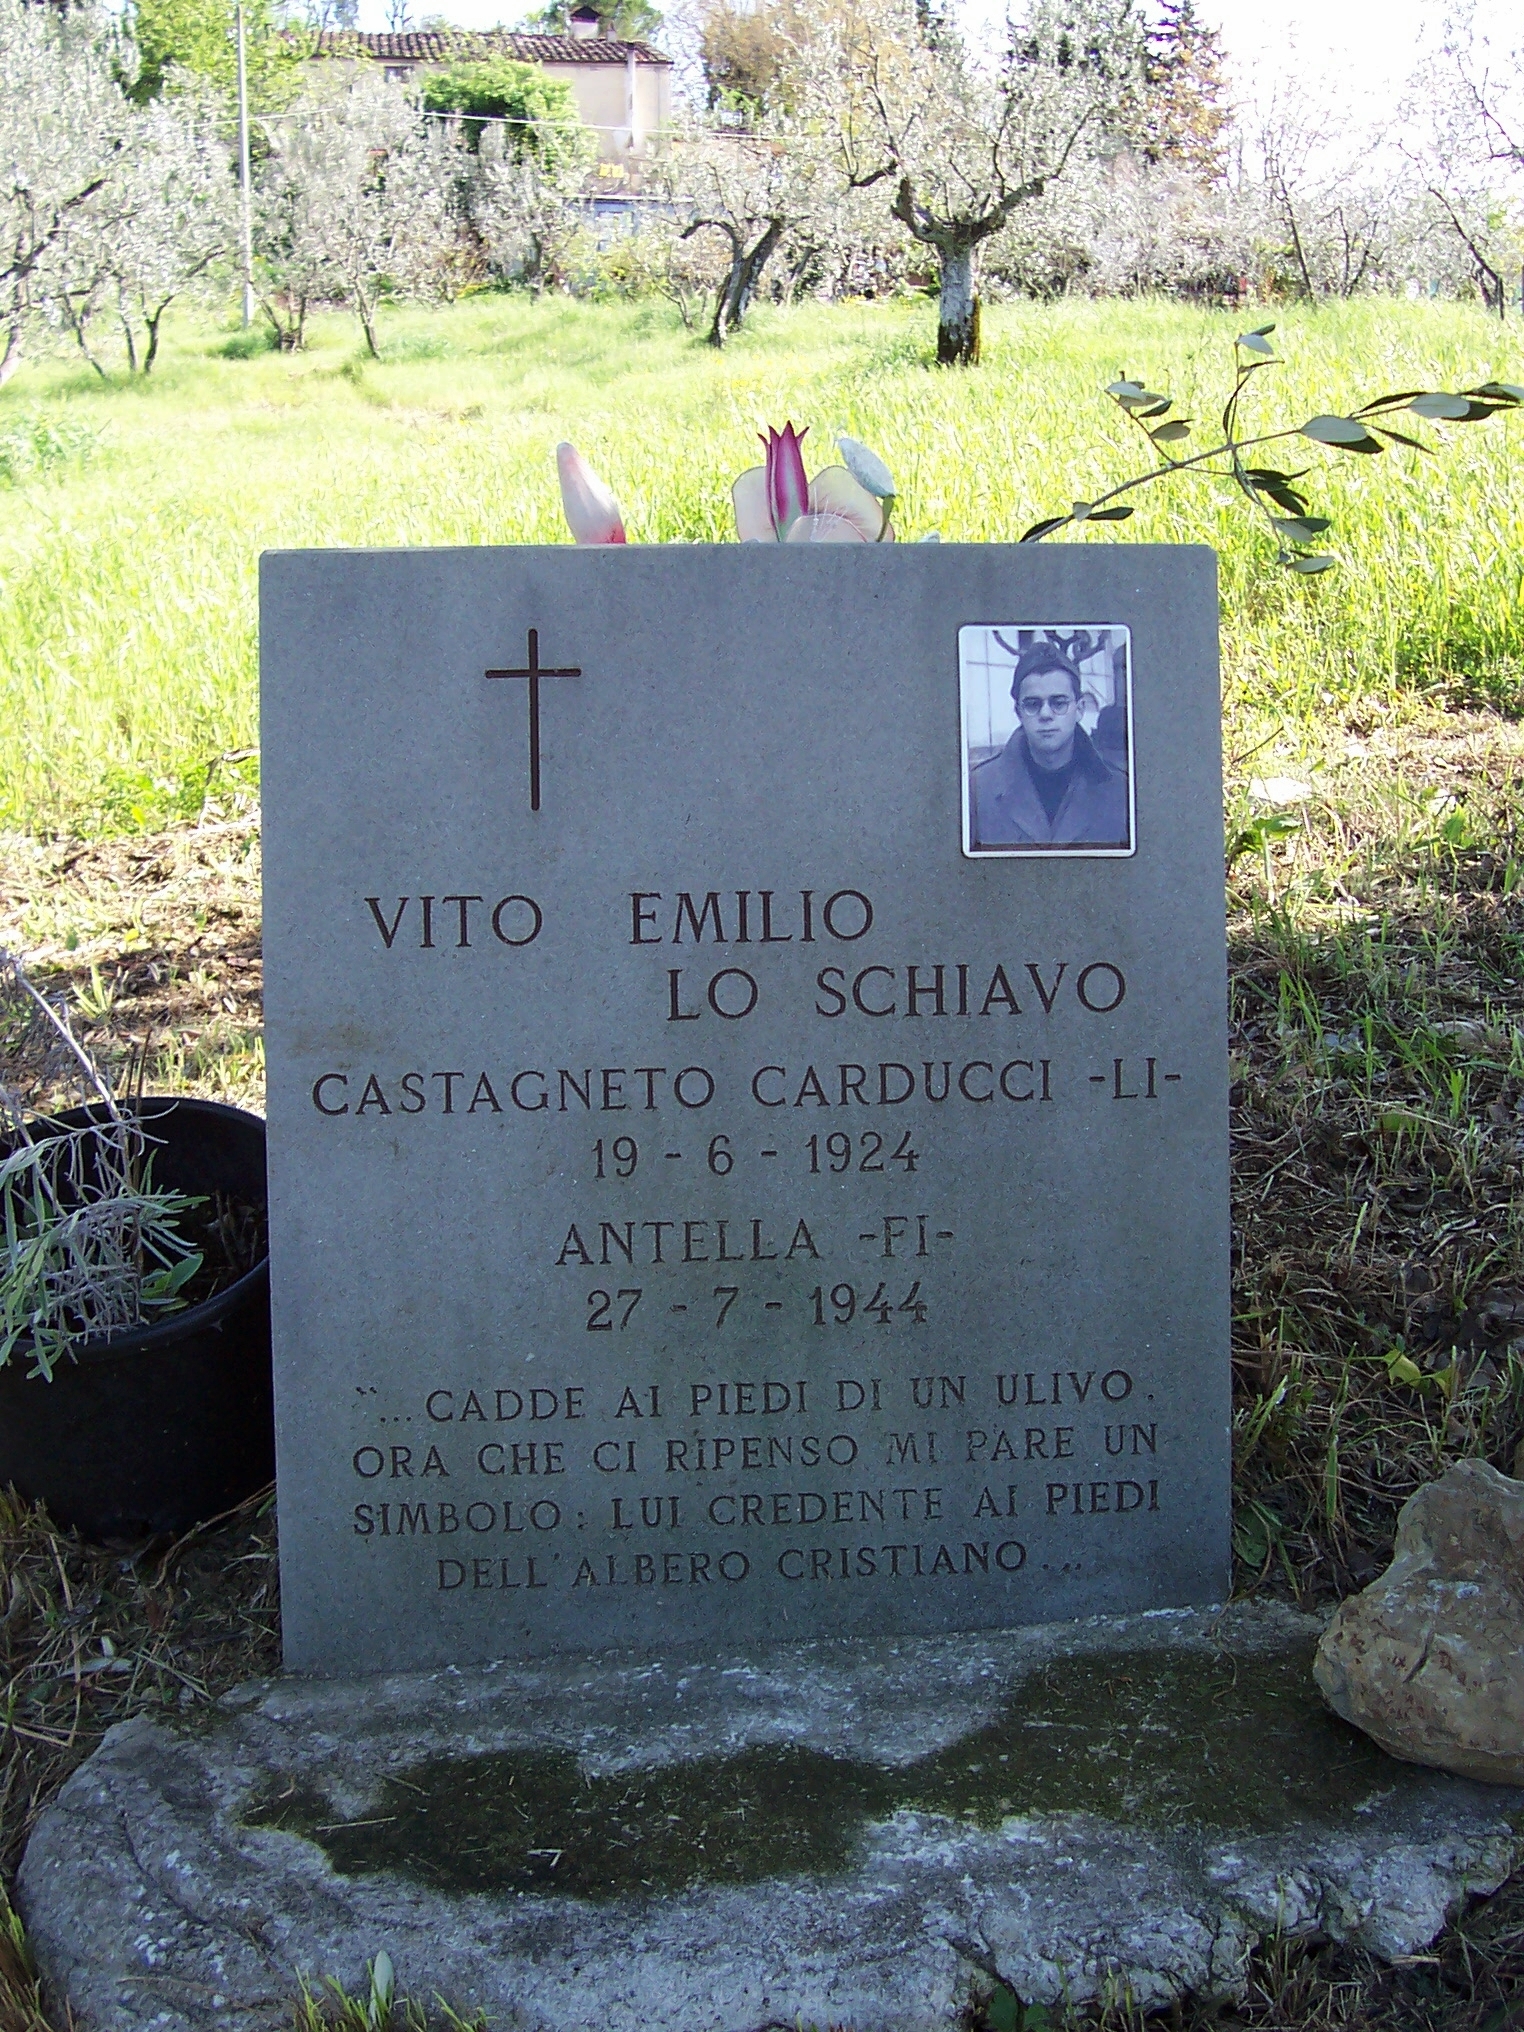 VITO EMILIO
LO SCHIAVO
CASTAGNETO CARDUCCI -LI-
19 - 6 - 1924
ANTELLA -FI-
27 - 7 - 1944
"...CADDE AI PIEDI DI UN ULIVO.
ORA CHE CI RIPENSO MI PARE UN
SIMBOLO: LUI CREDENTE AI PIEDI
DELL'ALBERO CRISTIANO...